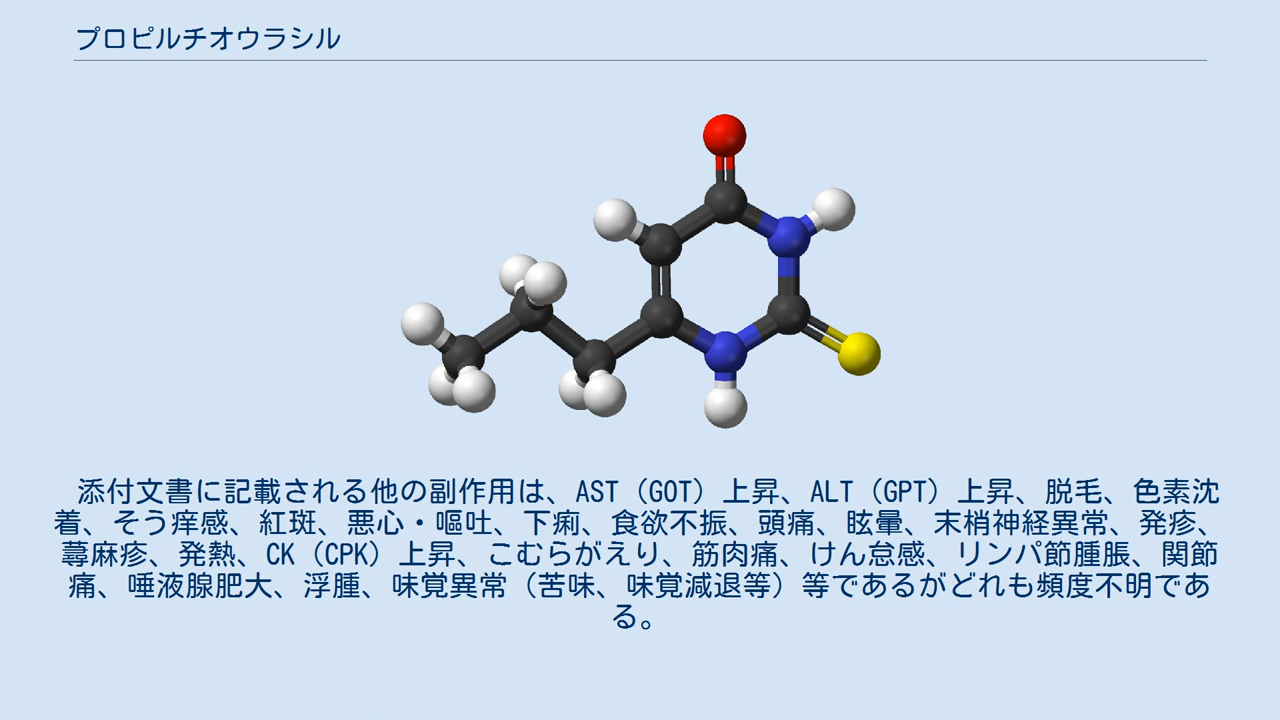 プロピルチオウラシル
添付文書に記載される他の副作用は、AST（GOT）上昇、ALT（GPT）上昇、脱毛、色素沈
着、そう痒感、紅斑、悪心・嘔吐、下痢、食欲不振、頭痛、眩暈、末梢神経異常、発疹、
蕁麻疹、発熱、CK（CPK）上昇、こむらがえり、筋肉痛、けん怠感、リンパ節腫脹、関節
痛、唾液腺肥大、浮腫、味覚異常（苦味、味覚減退等）等であるがどれも頻度不明であ
る。